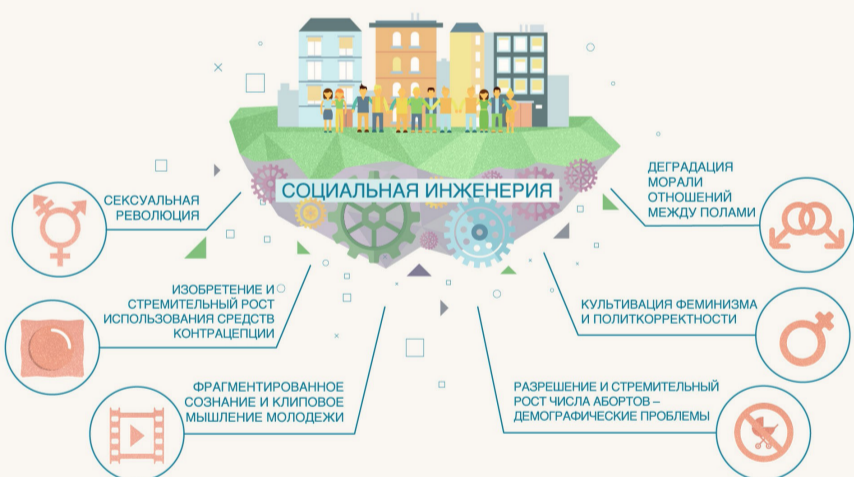 СОЦИАЛЬНАЯ ИНЖЕНЕРИЯ
СЕКСУАЛЬНАЯ
РЕВОЛЮЦИЯ
ИЗОБРЕТЕНИЕ И
СТРЕМИТЕЛЬНЫЙ РОСТ
ИСПОЛЬЗОВАНИЯ СРЕДСТВ
КОНТРАЦЕПЦИИ
ФРАГМЕНТИРОВАННОЕ
СОЗНАНИЕ И КЛИПОВОЕ
МЫШЛЕНИЕ МОЛОДЕЖИ
ДЕГРАДАЦИЯ
МОРАЛИ
ОТНОШЕНИЙ
МЕЖДУ ПОЛАМИ
КУЛЬТИВАЦИЯ ФЕМИНИЗМА
И ПОЛИТКОРРЕКТНОСТИ
РАЗРЕШЕНИЕ И СТРЕМИТЕЛЬНЫЙ
РОСТ ЧИСЛА АБОРТОВ –
ДЕМОГРАФИЧЕСКИЕ ПРОБЛЕМЫ